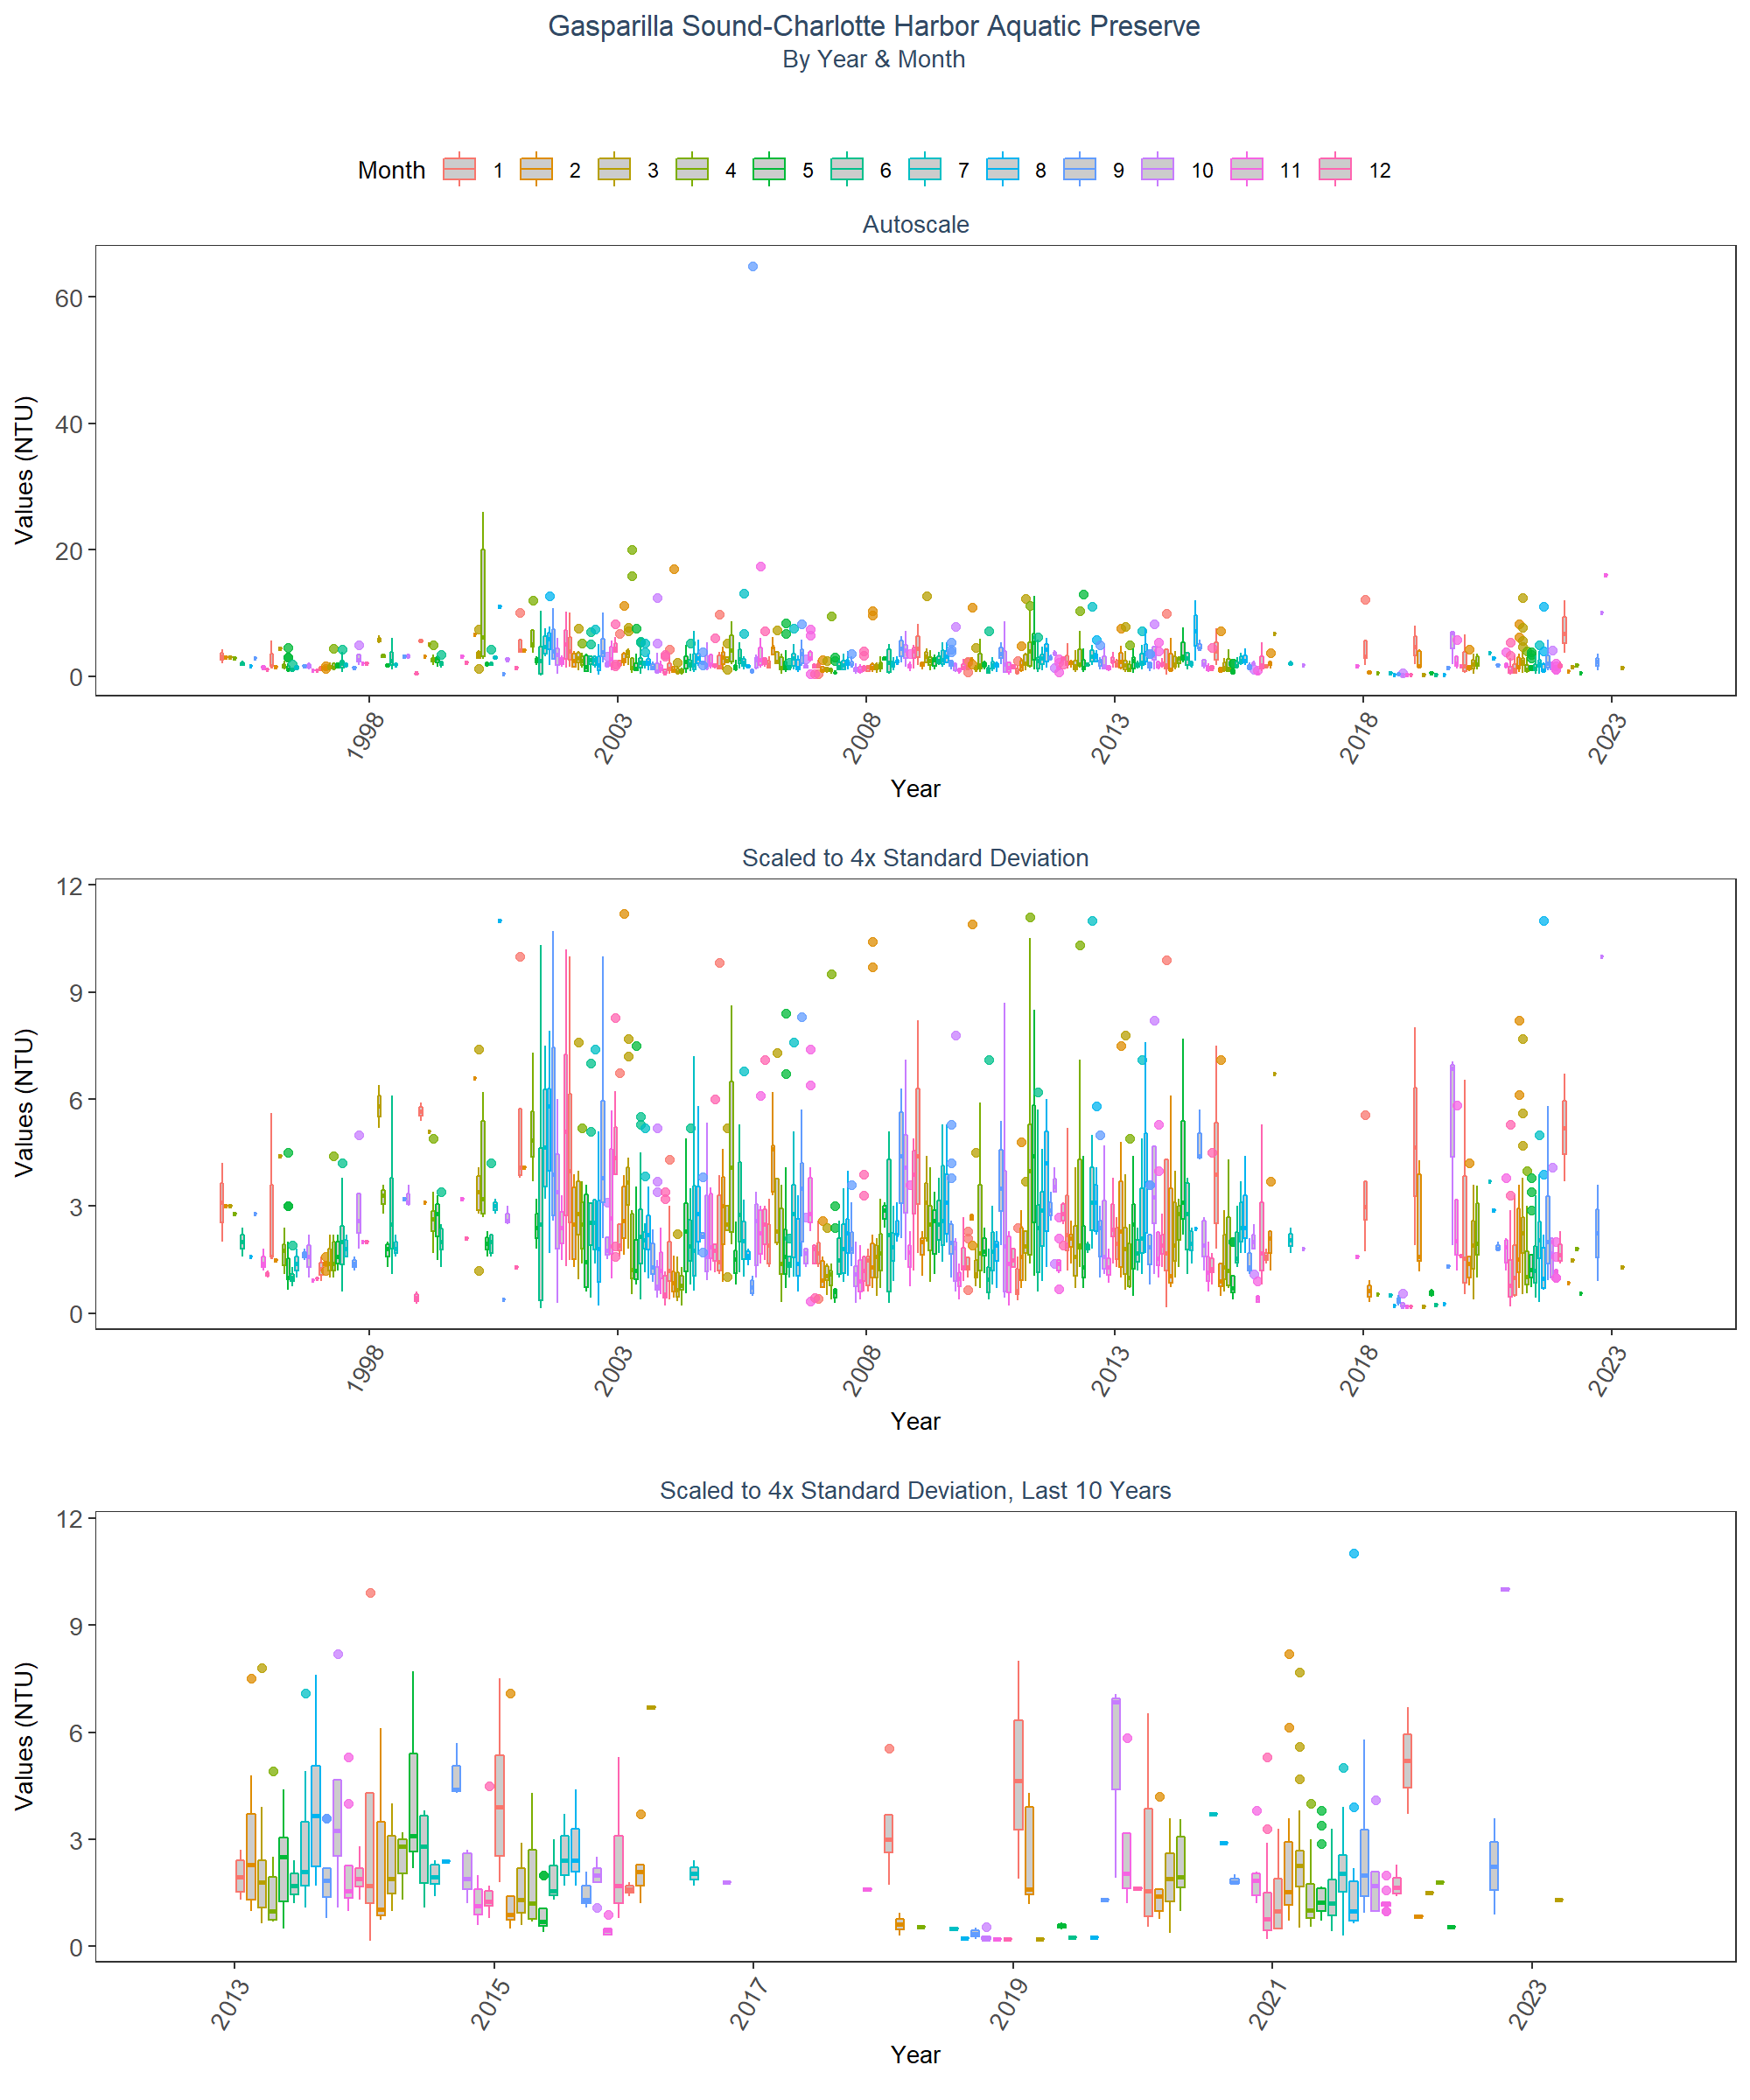 Gasparilla Sound-Charlotte Harbor Aquatic Preserve
By Year & Month
Month 1 2 3 4 5 6 7 8 9 10 11 12
Autoscale
Values (NTU)
60
40
20
0
1998 2003 2008 2013 2018 2023
Year
Scaled to 4x Standard Deviation
Values (NTU)
12
9
6
3
0
1998 2003 2008 2013 2018 2023
Year
Scaled to 4x Standard Deviation, Last 10 Years
Values (NTU)
12
9
6
3
0
2013 2015 2017 2019 2021 2023
Year